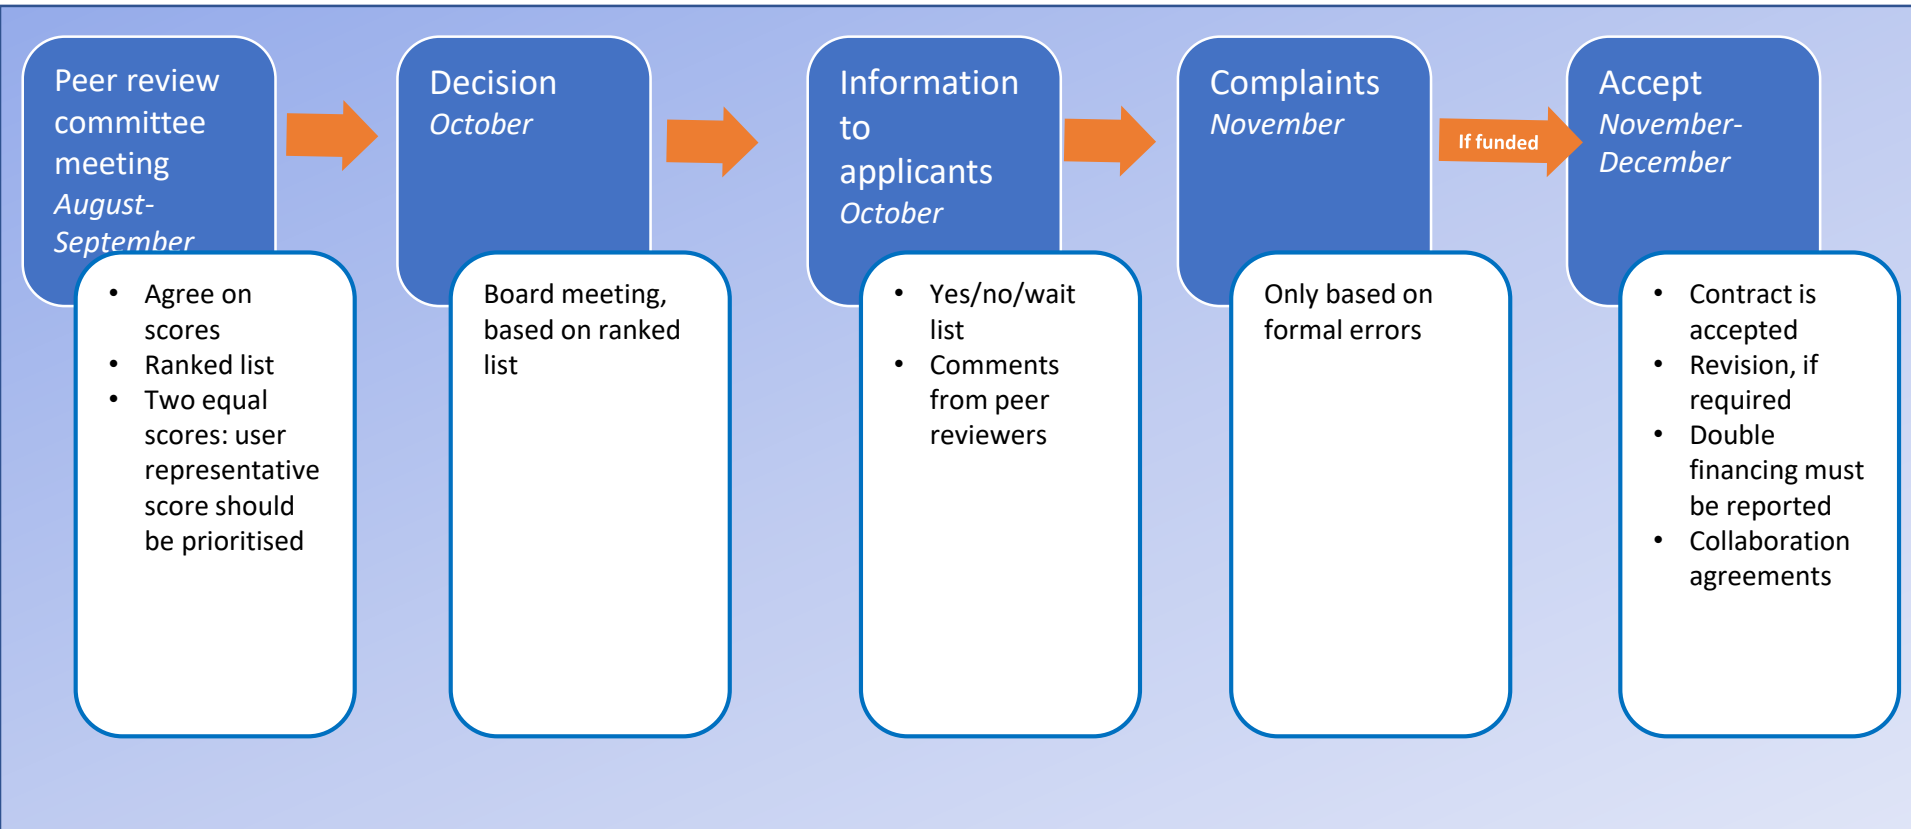 Peer review
committee
meeting
August-
September
• Agree on
scores
• Ranked list
• Two equal
scores: user
representative
score should
be prioritised
Decision
October
Board meeting,
based on ranked
list
Information
to
applicants
October
• Yes/no/wait
list
• Comments
from peer
reviewers
Complaints
November
Only based on
formal errors
If funded
Accept
November-
December
• Contract is
accepted
• Revision, if
required
• Double
financing must
be reported
• Collaboration
agreements